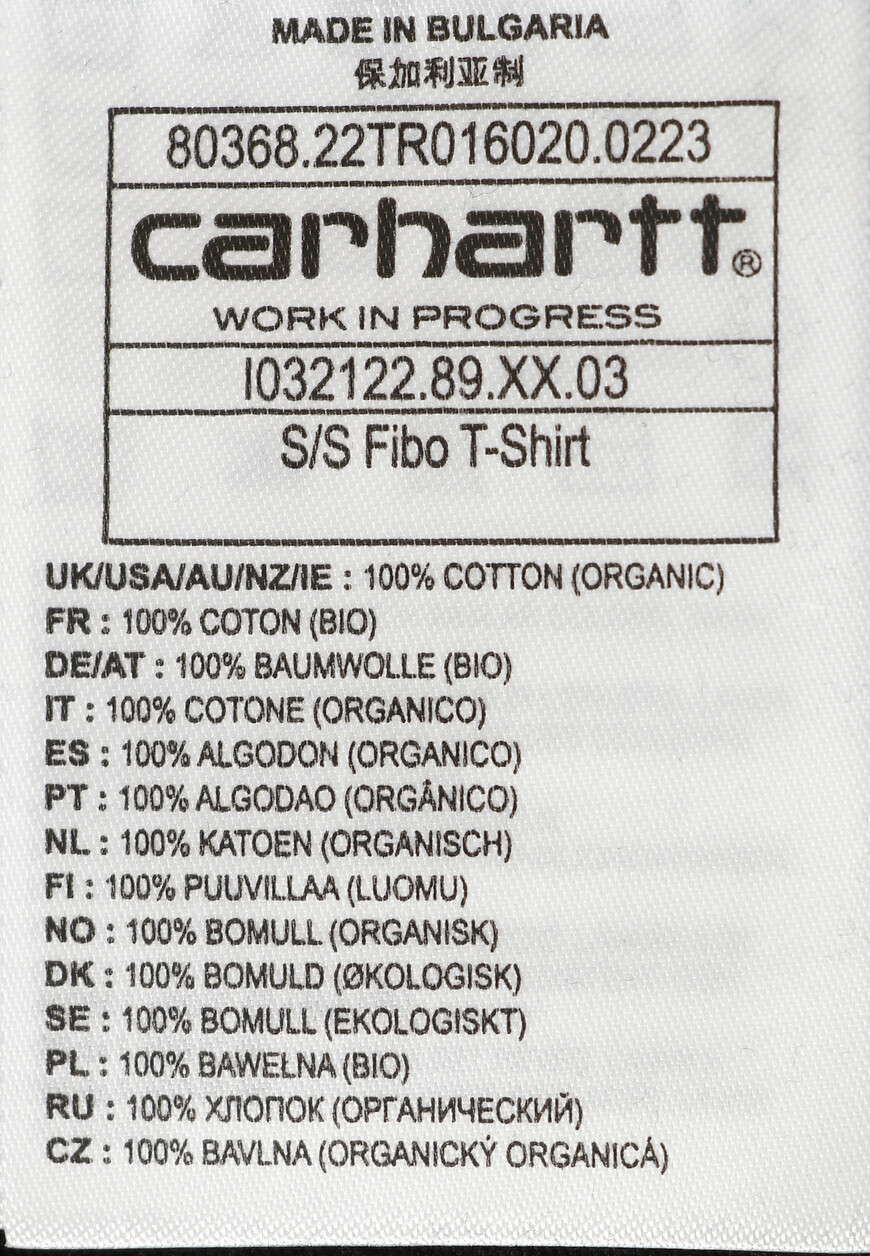 MADE IN BULGARIA
保加利亚制
80368.22TR016020.0223
carhartt®
WORK IN PROGRESS
I032122.89.XX.03
S/S Fibo T-Shirt
UK/USA/AU/NZ/IE : 100% COTTON (ORGANIC)
FR : 100% COTON (BIO)
DE/AT : 100% BAUMWOLLE (BIO)
IT : 100% COTONE (ORGANICO)
ES : 100% ALGODON (ORGANICO)
PT : 100% ALGODAO (ORGÂNICO)
NL : 100% KATOEN (ORGANISCH)
FI : 100% PUUVILLAA (LUOMU)
NO : 100% BOMULL (ORGANISK)
DK : 100% BOMULD (ØKOLOGISK)
SE : 100% BOMULL (EKOLOGISKT)
PL : 100% BAWEŁNA (BIO)
RU : 100% ХЛОПОК (ОРГАНИЧЕСКИЙ)
CZ : 100% BAVLNA (ORGANICKÝ ORGANICÁ)